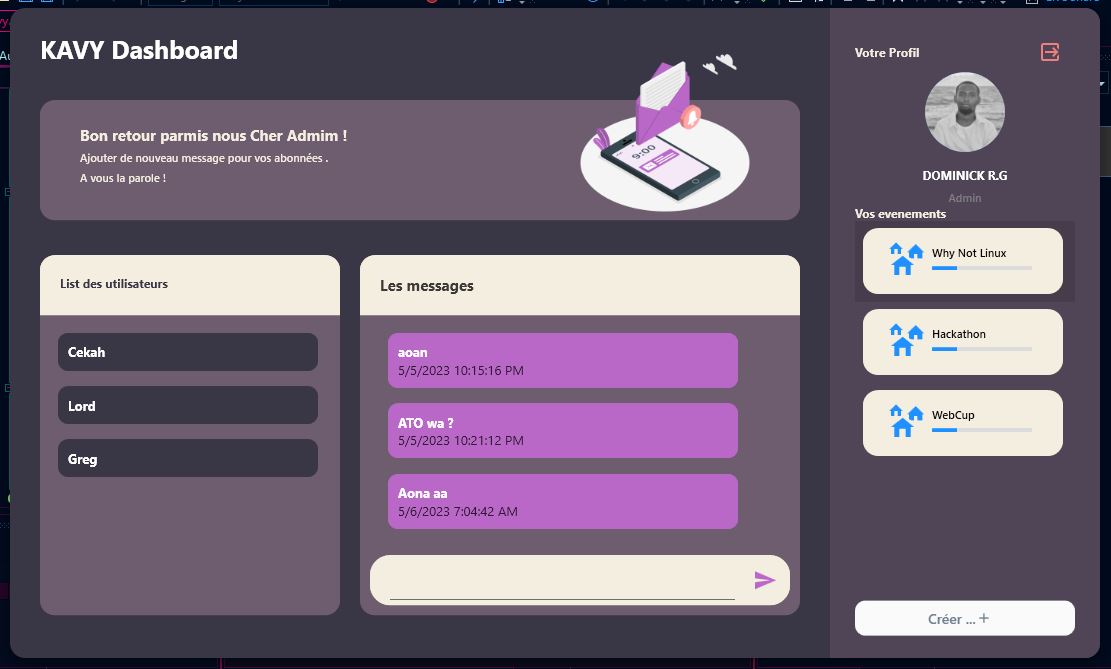 KAVY Dashboard
Bon retour parmis nous Cher Admim !
Ajouter de nouveau message pour vos abonnées .
A vous la parole !
9:00
Votre Profil
DOMINICK R.G
Admin
Vos evenements
Why Not Linux
Hackathon
WebCup
Créer ... +
List des utilisateurs
Cekah
Lord
Greg
Les messages
aoan
5/5/2023 10:15:16 PM
ATO wa ?
5/5/2023 10:21:12 PM
Aona aa
5/6/2023 7:04:42 AM